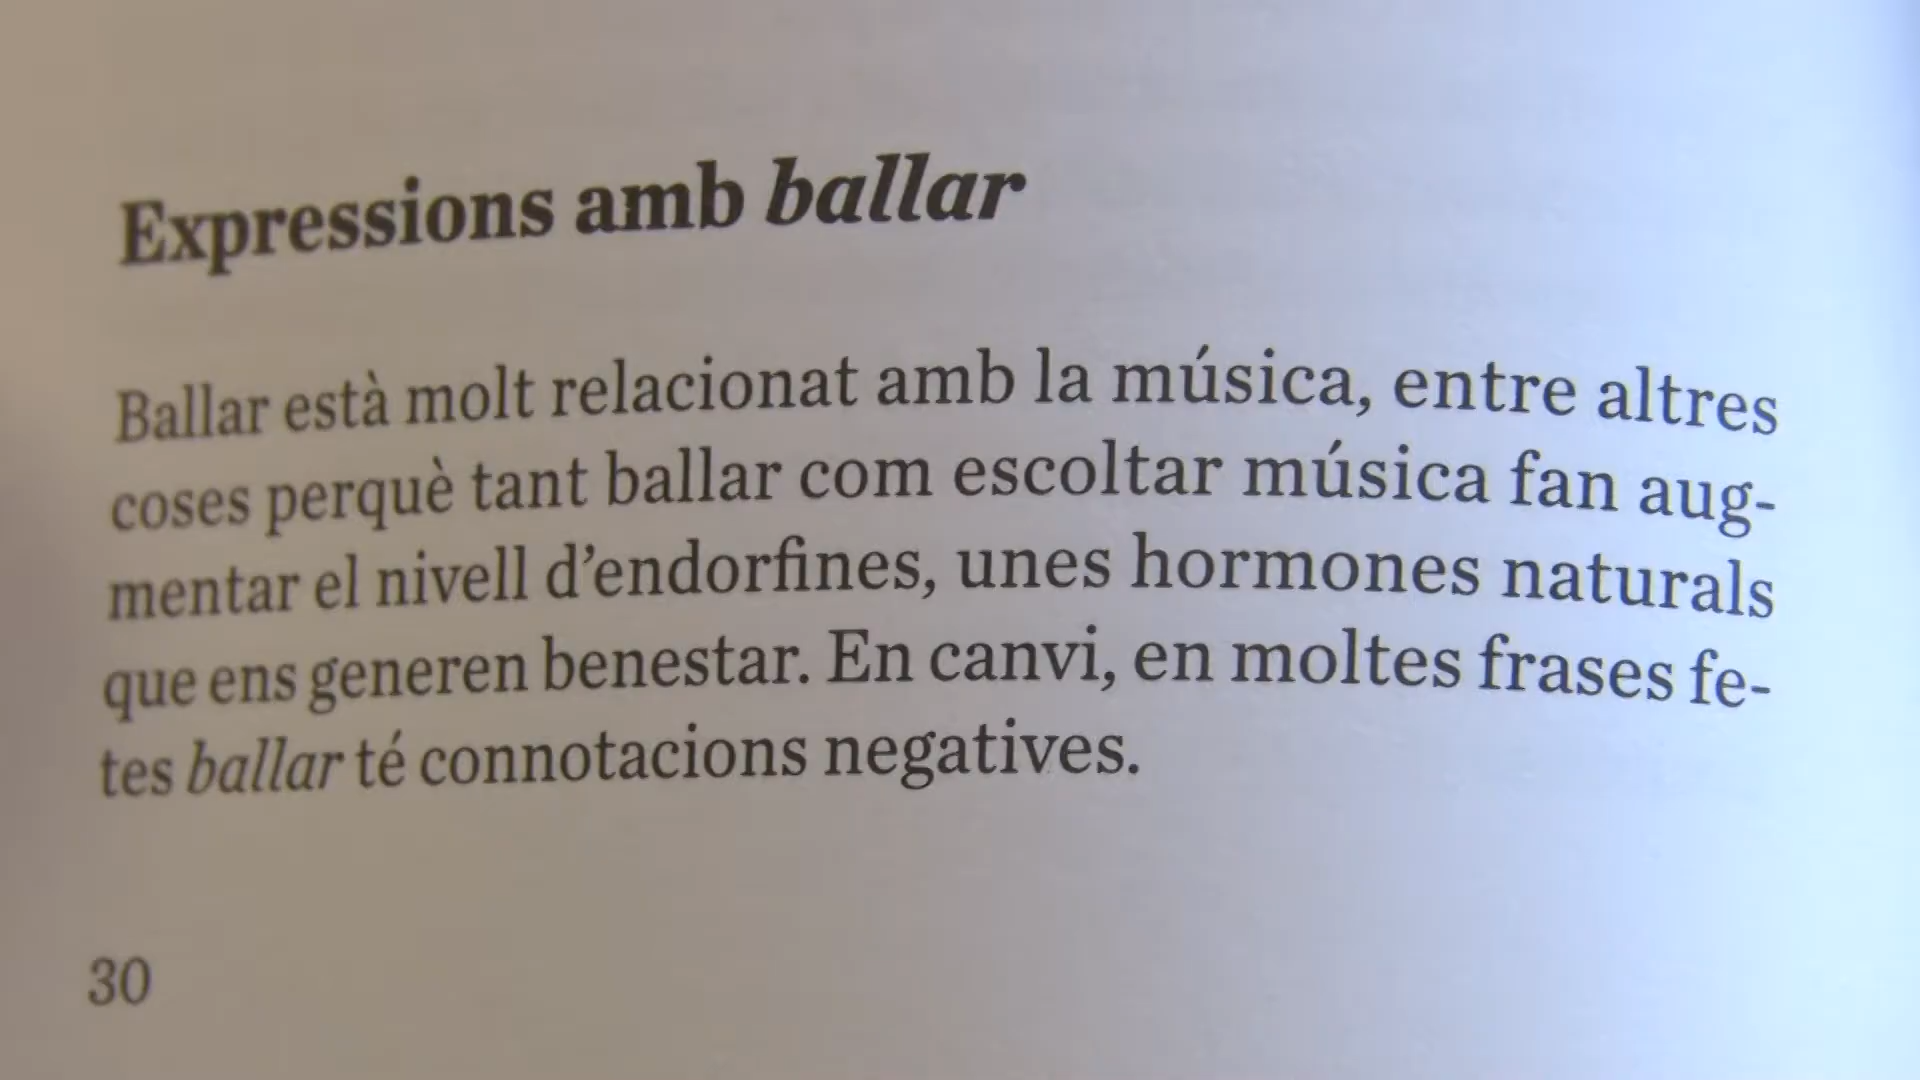 Expressions amb ballar
Ballar està molt relacionat amb la música, entre altres
coses perquè tant ballar com escoltar música fan aug-
mentar el nivell d’endorfines, unes hormones naturals
que ens generen benestar. En canvi, en moltes frases fe-
tes ballar té connotacions negatives.
30